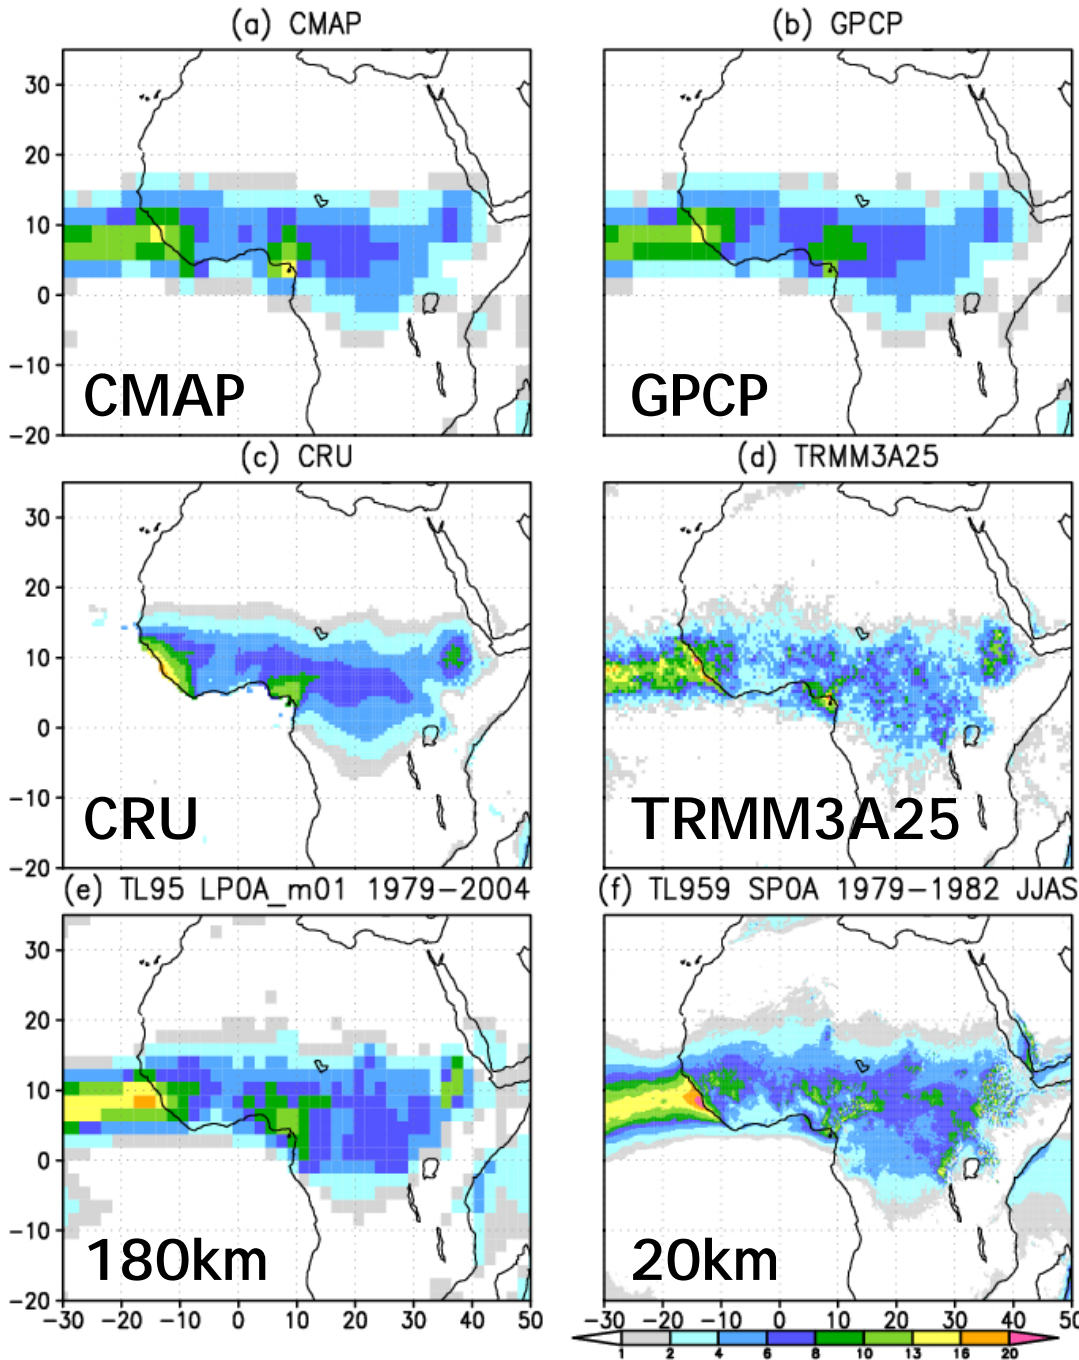 (a) CMAP
(b) GPCP
30
20
10
0
−10
−20
CMAP
GPCP
(c) CRU
(d) TRMM3A25
30
20
10
0
−10
−20
CRU
TRMM3A25
(e) TL95 LP0A_m01 1979−2004
(f) TL959 SP0A 1979−1982 JJAS
30
20
10
0
−10
−20
180km
20km
−30 −20 −10 0 10 20 30 40 50
−30 −20 −10 0 10 20 30 40 50
1 2 4 6 8 10 13 16 20